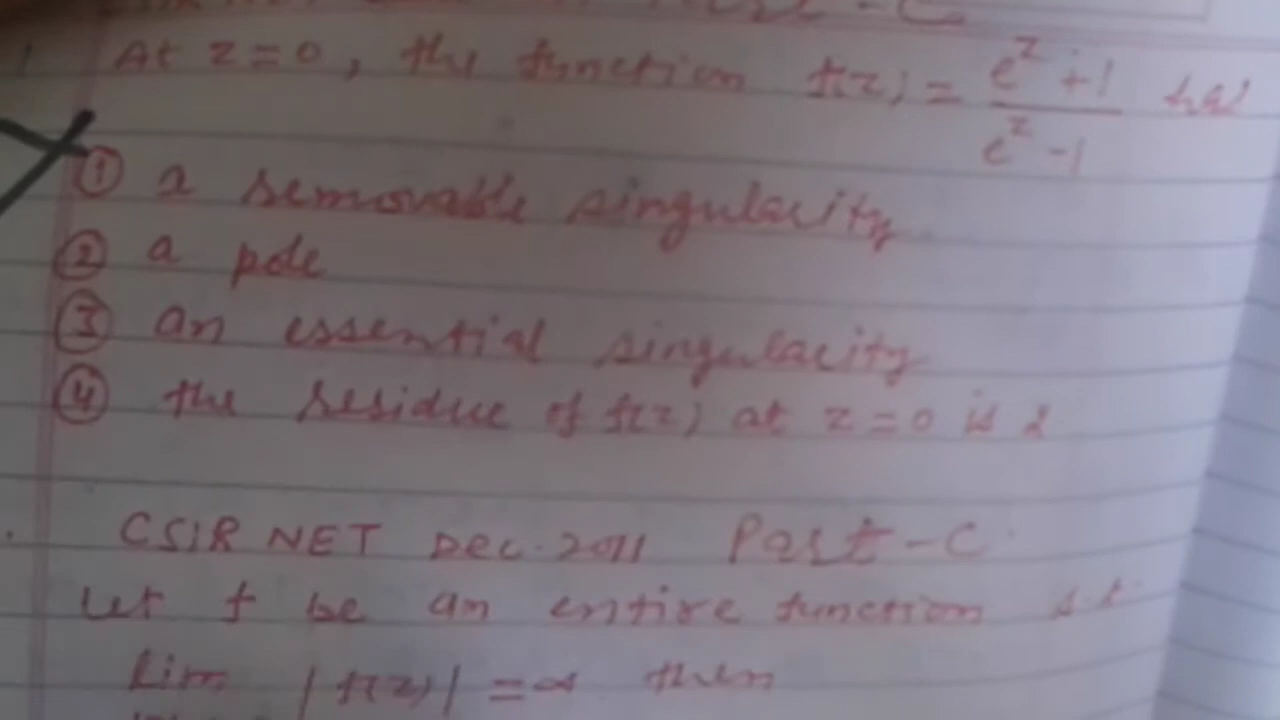 At z=0, the function f(z) = (e^z + 1)/(e^z - 1) has
① a removable singularity
② a pole
③ an essential singularity
④ the residue of f(z) at z=0 is 2
CSIR NET Dec. 2011 Part-C
Let f be an entire function s.t.
Lim |f(z)| = ∞ then